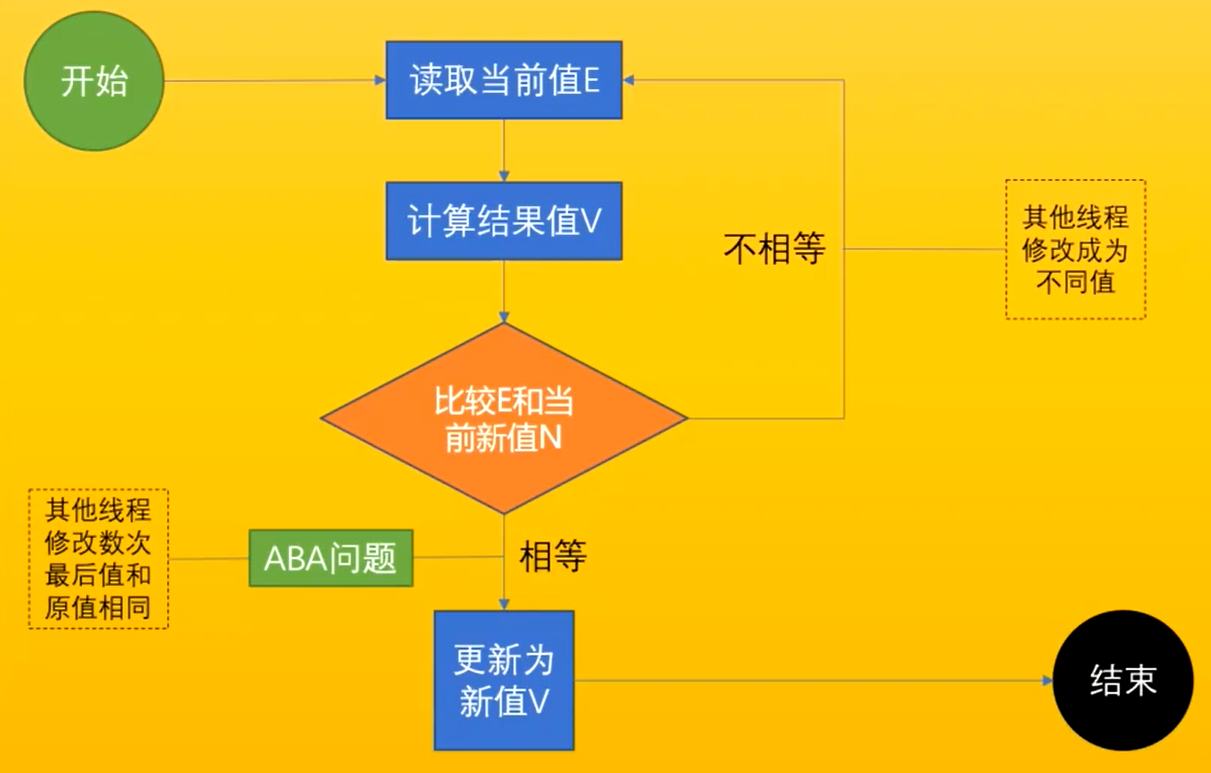 开始
读取当前值E
计算结果值V
不相等
其他线程
修改成为
不同值
比较E和当
前新值N
其他线程
修改数次
最后值和
原值相同
ABA问题
相等
更新为
新值V
结束